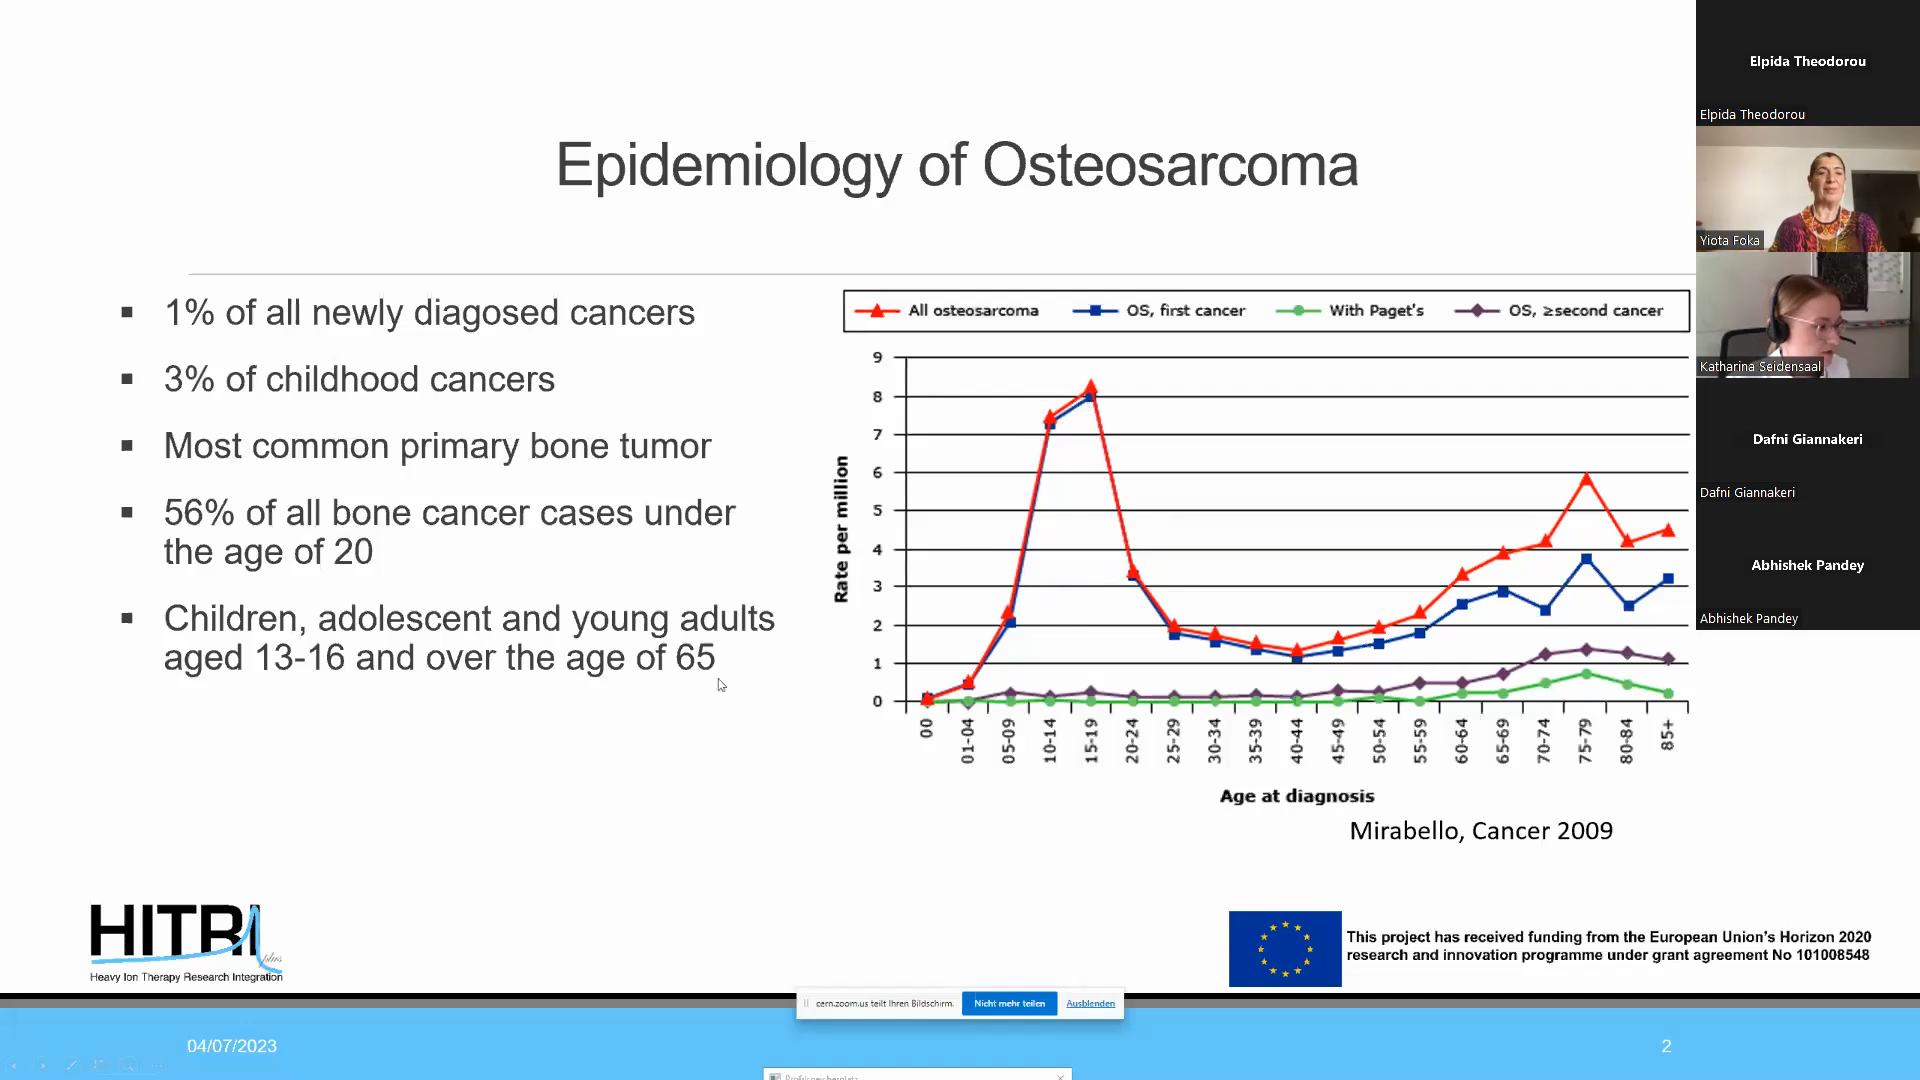 Epidemiology of Osteosarcoma
1% of all newly diagosed cancers
3% of childhood cancers
Most common primary bone tumor
56% of all bone cancer cases under
the age of 20
Children, adolescent and young adults
aged 13-16 and over the age of 65
All osteosarcoma
OS, first cancer
With Paget's
OS, ≥second cancer
Rate per million
9
8
7
6
5
4
3
2
1
0
00
01-04
05-09
10-14
15-19
20-24
25-29
30-34
35-39
40-44
45-49
50-54
55-59
60-64
65-69
70-74
75-79
80-84
85+
Age at diagnosis
Mirabello, Cancer 2009
HITRI
Heavy Ion Therapy Research Integration
This project has received funding from the European Union's Horizon 2020
research and innovation programme under grant agreement No 101008548
cern.zoom.us teilt Ihren Bildschirm.
Nicht mehr teilen
Ausblenden
04/07/2023
2
Elpida Theodorou
Elpida Theodorou
Yiota Foka
Katharina Seidensaal
Dafni Giannakeri
Dafni Giannakeri
Abhishek Pandey
Abhishek Pandey